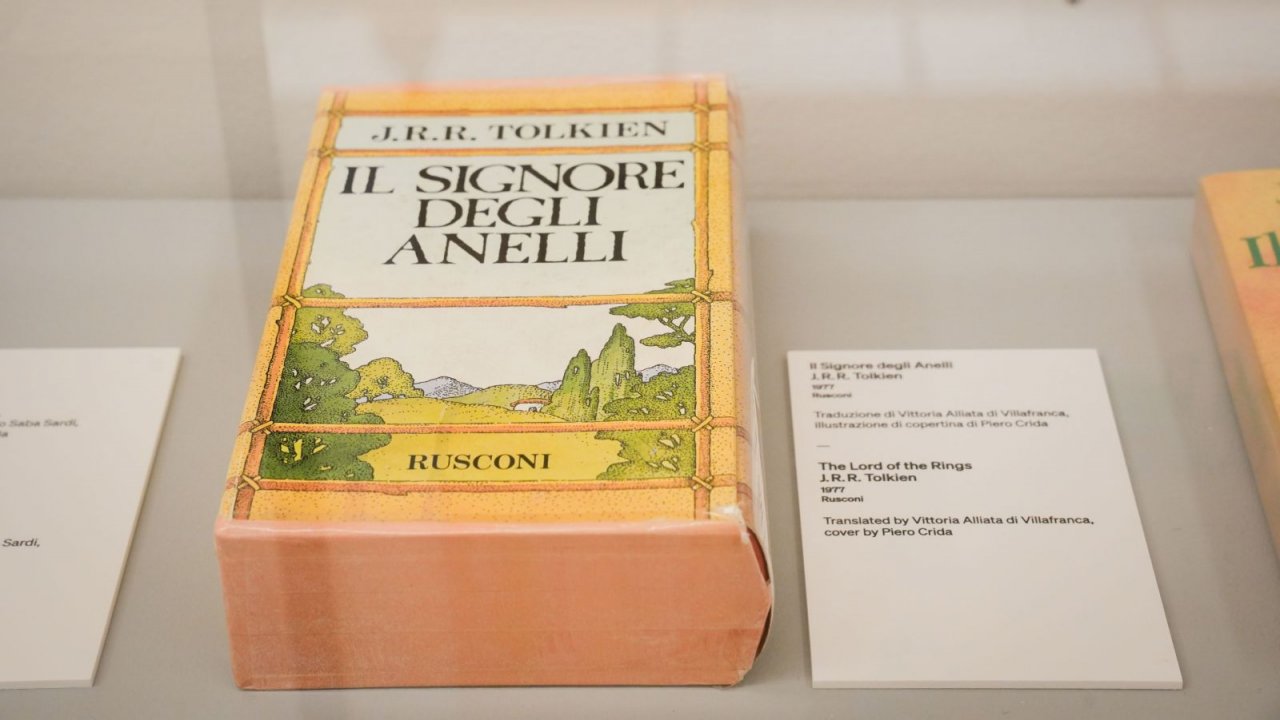 J.R.R. TOLKIEN
IL SIGNORE
DEGLI
ANELLI
RUSCONI
Il Signore degli Anelli
J.R.R. Tolkien
1977
Rusconi
Traduzione di Vittoria Alliata di Villafranca,
illustrazione di copertina di Piero Crida
—
The Lord of the Rings
J.R.R. Tolkien
1977
Rusconi
Translated by Vittoria Alliata di Villafranca,
cover by Piero Crida
Saba Sardi,
Sardi,